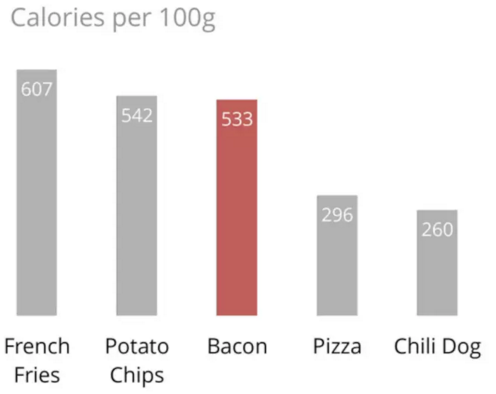 Calories per 100g
607
542
533
296
260
French Fries
Potato Chips
Bacon
Pizza
Chili Dog